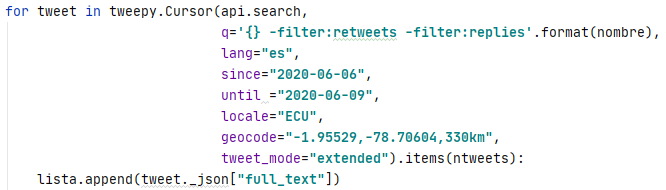 for tweet in tweepy.Cursor(api.search,
                           q='{} -filter:retweets -filter:replies'.format(nombre),
                           lang="es",
                           since="2020-06-06",
                           until ="2020-06-09",
                           locale="ECU",
                           geocode="-1.95529,-78.70604,330km",
                           tweet_mode="extended").items(ntweets):
    lista.append(tweet._json["full_text"])